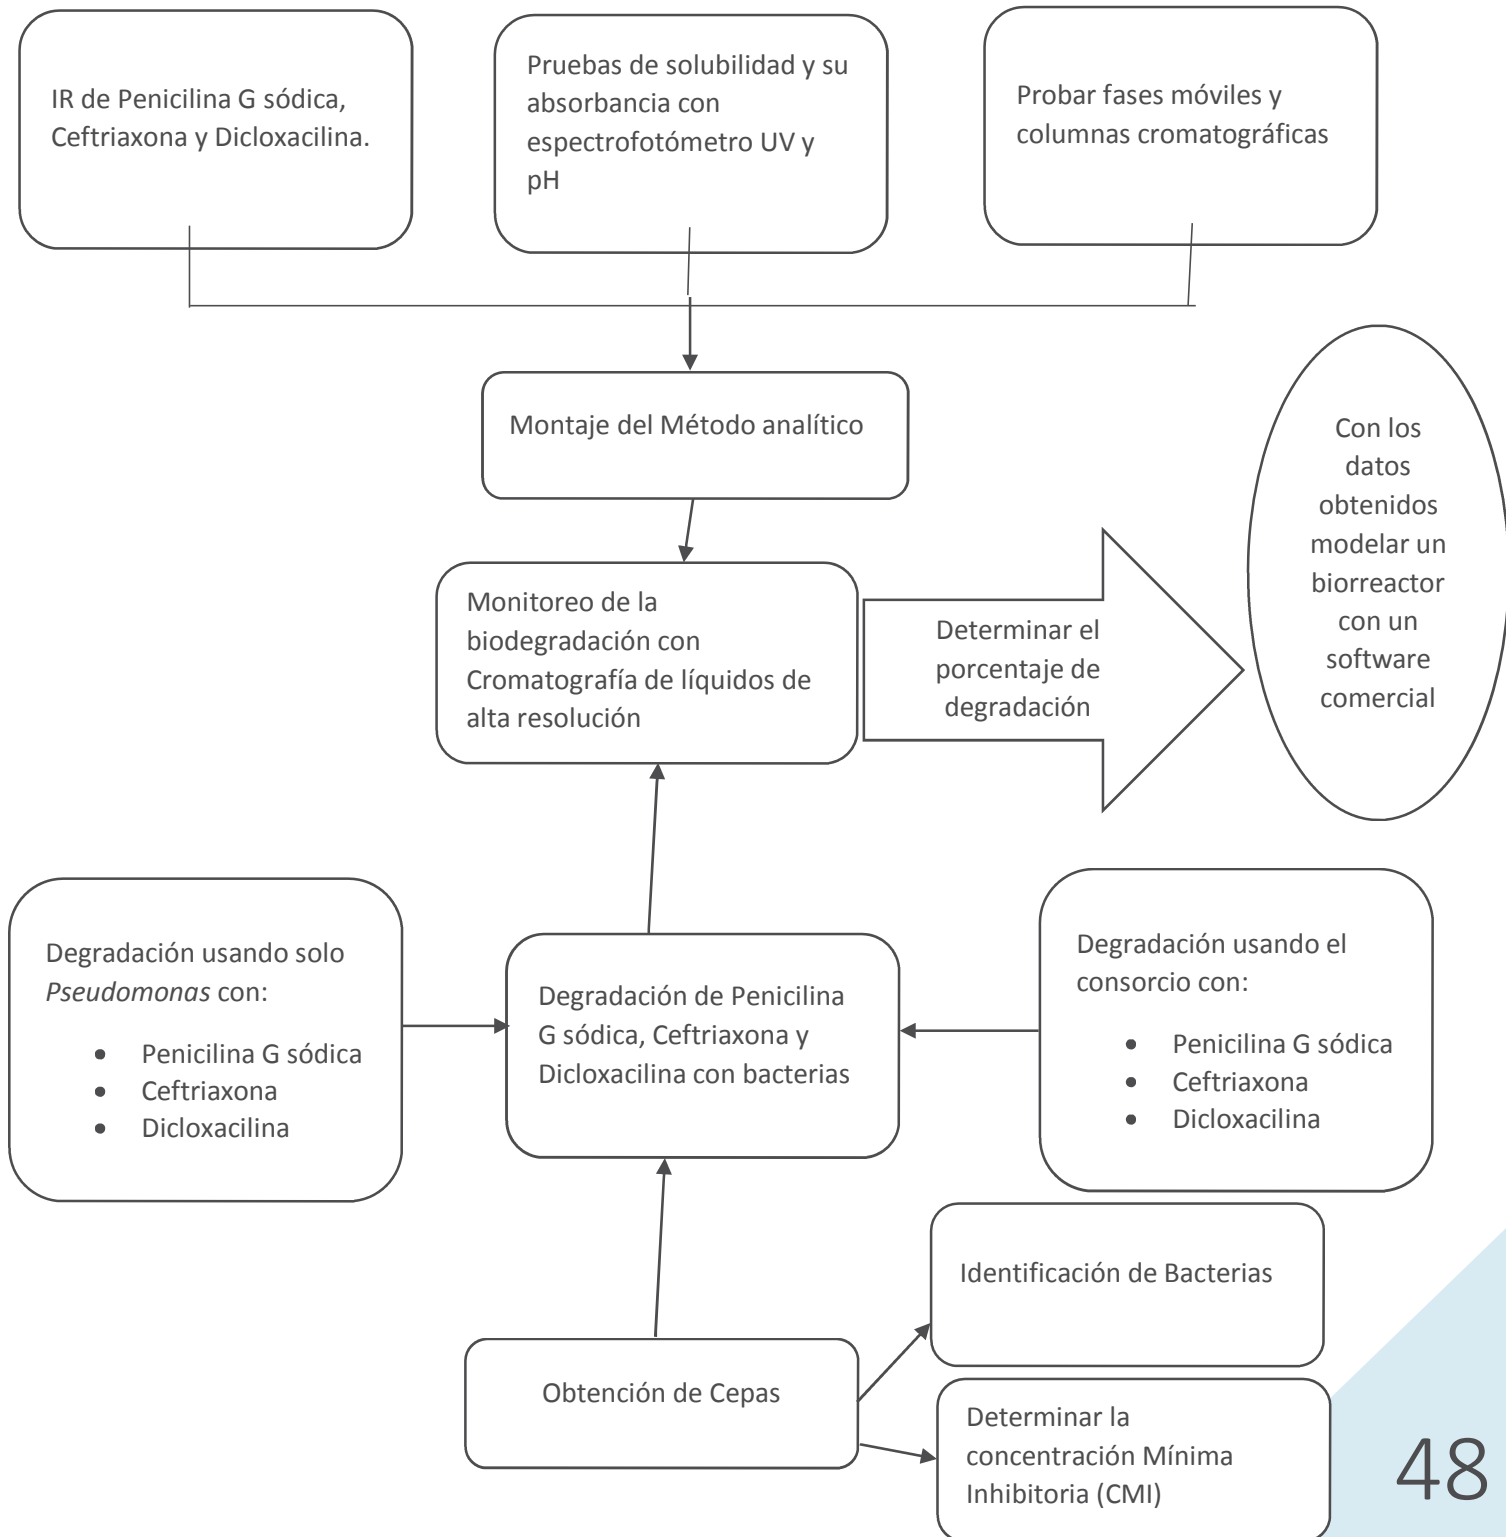 IR de Penicilina G sódica,
Ceftriaxona y Dicloxacilina.
Pruebas de solubilidad y su
absorbancia con
espectrofotómetro UV y
pH
Probar fases móviles y
columnas cromatográficas
Montaje del Método analítico
Con los
datos
obtenidos
modelar un
biorreactor
con un
software
comercial
Monitoreo de la
biodegradación con
Cromatografía de líquidos de
alta resolución
Determinar el
porcentaje de
degradación
Degradación usando solo
Pseudomonas con:
• Penicilina G sódica
• Ceftriaxona
• Dicloxacilina
Degradación de Penicilina
G sódica, Ceftriaxona y
Dicloxacilina con bacterias
Degradación usando el
consorcio con:
• Penicilina G sódica
• Ceftriaxona
• Dicloxacilina
Identificación de Bacterias
Obtención de Cepas
Determinar la
concentración Mínima
Inhibitoria (CMI)
48